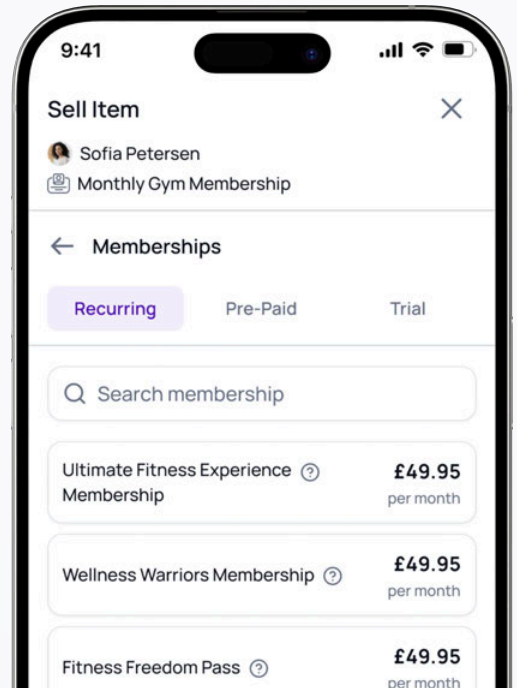 9:41
Sell Item
Sofia Petersen
Monthly Gym Membership
Memberships
Recurring Pre-Paid Trial
Search membership
Ultimate Fitness Experience
Membership
£49.95
per month
Wellness Warriors Membership
£49.95
per month
Fitness Freedom Pass
£49.95
per month